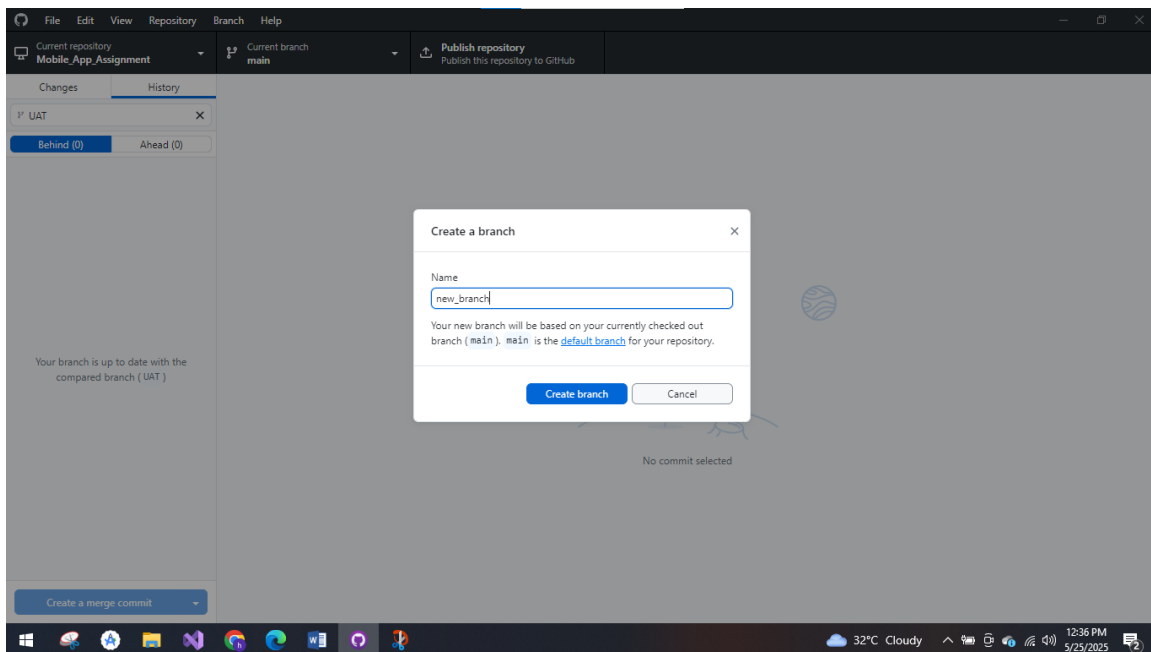 File Edit View Repository Branch Help
Current repository
Mobile_App_Assignment
Current branch
main
Publish repository
Publish this repository to GitHub
Changes History
UAT
Behind (0) Ahead (0)
Your branch is up to date with the
compared branch ( UAT )
Create a branch
Name
new_branch
Your new branch will be based on your currently checked out
branch ( main ). main is the default branch for your repository.
Create branch Cancel
No commit selected
Create a merge commit
32°C Cloudy
12:36 PM
5/25/2025
2